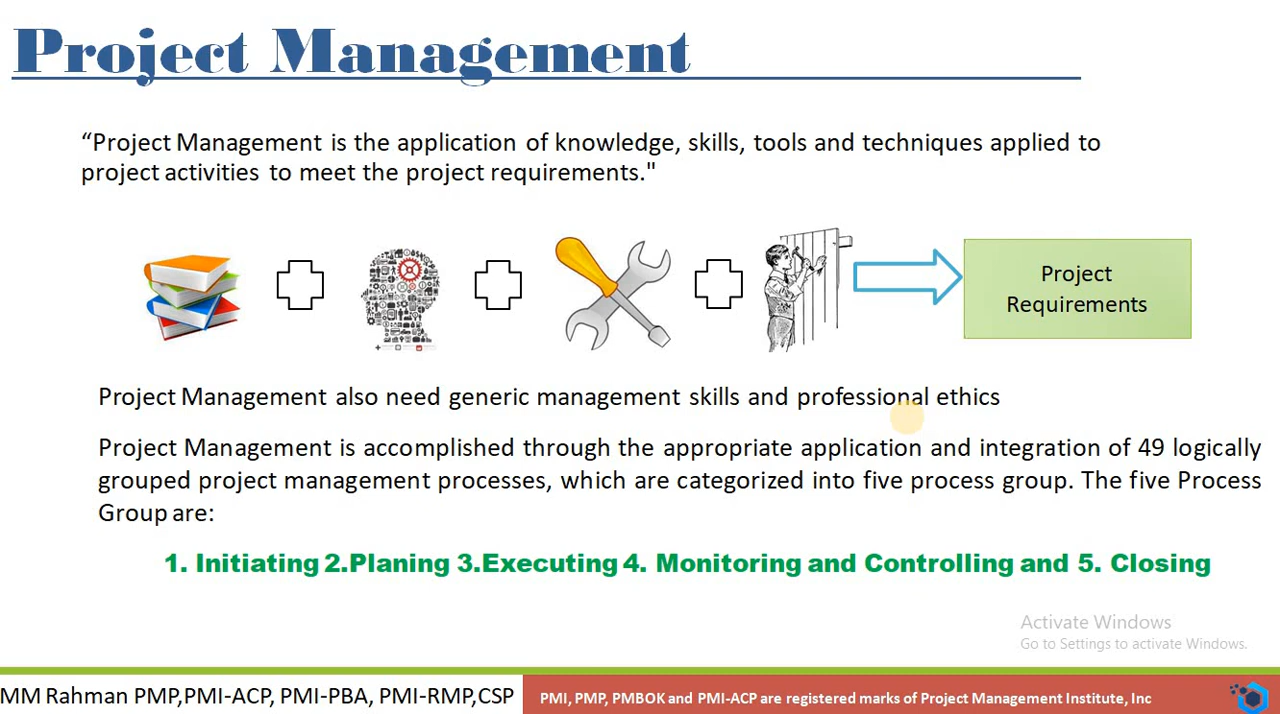 Project Management
“Project Management is the application of knowledge, skills, tools and techniques applied to
project activities to meet the project requirements."
Project
Requirements
Project Management also need generic management skills and professional ethics
Project Management is accomplished through the appropriate application and integration of 49 logically
grouped project management processes, which are categorized into five process group. The five Process
Group are:
1. Initiating 2.Planing 3.Executing 4. Monitoring and Controlling and 5. Closing
Activate Windows
Go to Settings to activate Windows.
MM Rahman PMP,PMI-ACP, PMI-PBA, PMI-RMP,CSP
PMI, PMP, PMBOK and PMI-ACP are registered marks of Project Management Institute, Inc